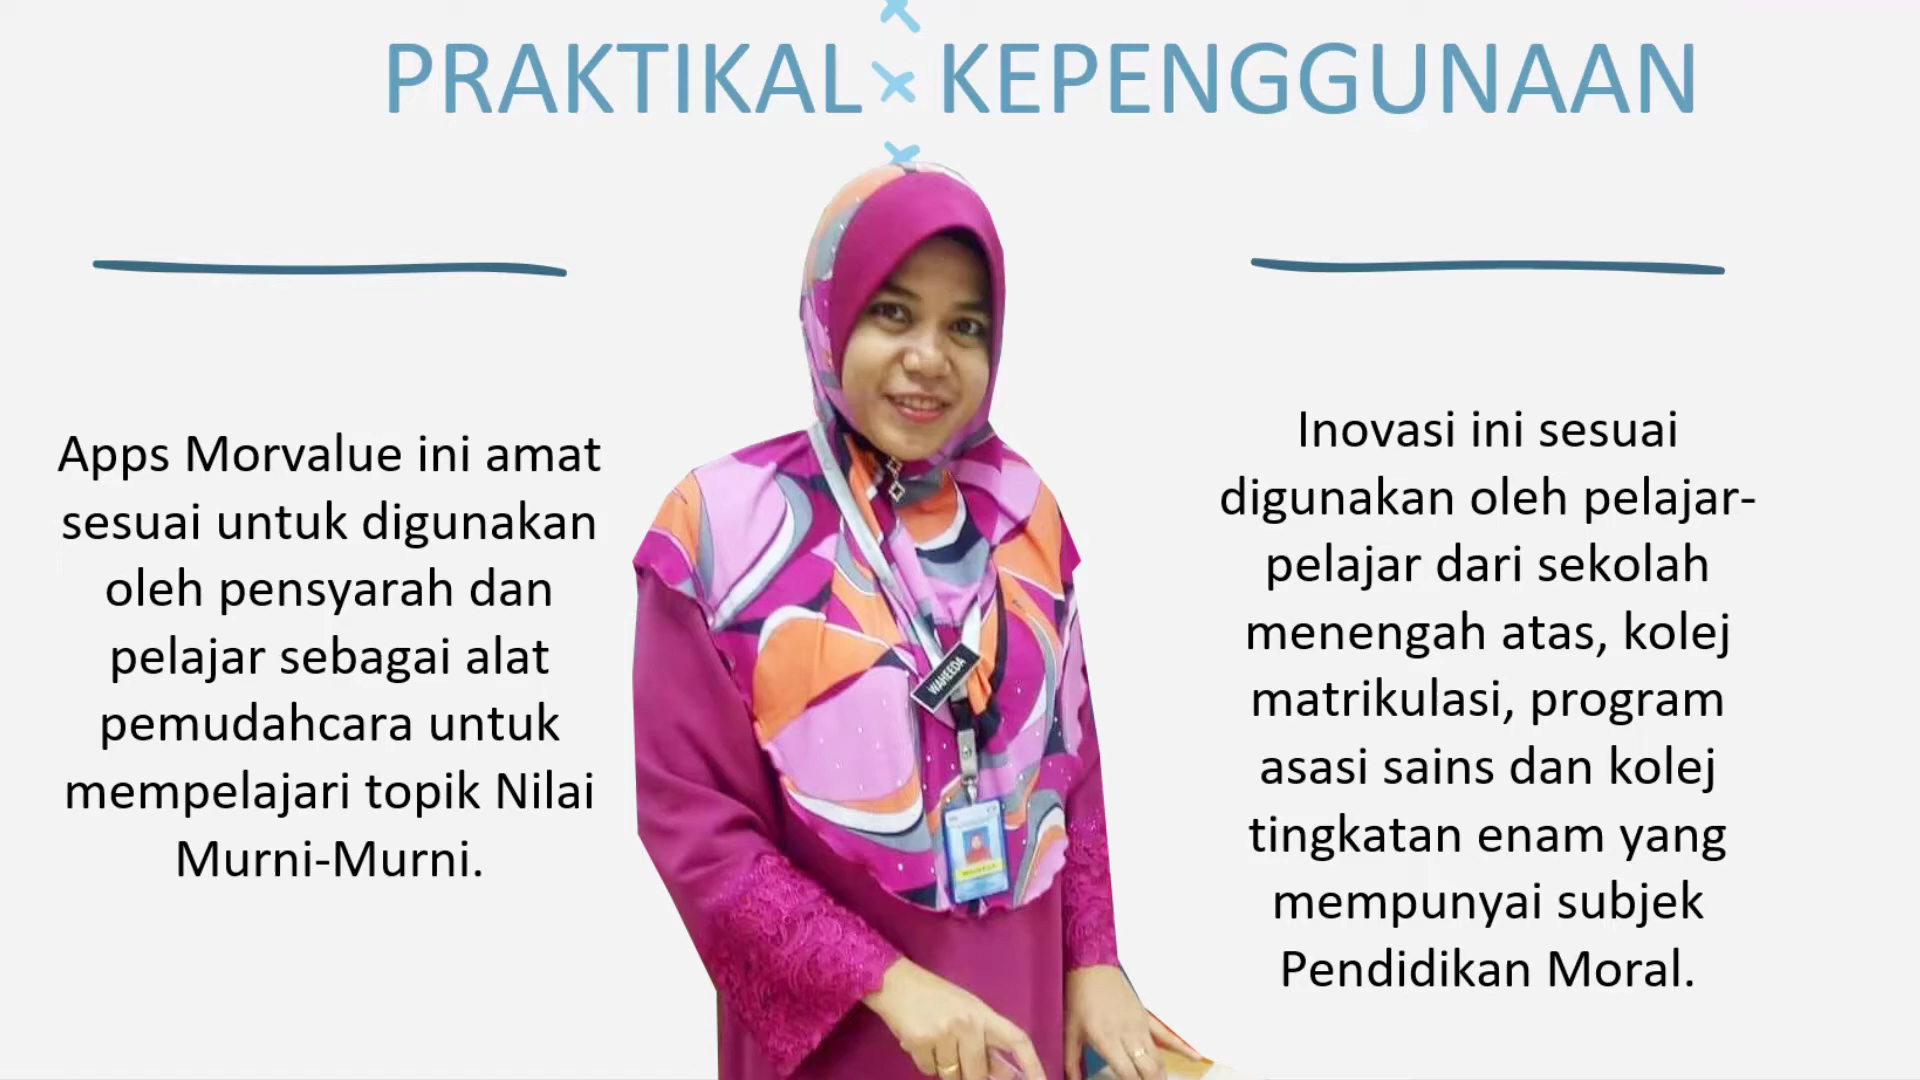 PRAKTIKAL KEPENGGUNAAN
Apps Morvalue ini amat
sesuai untuk digunakan
oleh pensyarah dan
pelajar sebagai alat
pemudahcara untuk
mempelajari topik Nilai
Murni-Murni.
Inovasi ini sesuai
digunakan oleh pelajar-
pelajar dari sekolah
menengah atas, kolej
matrikulasi, program
asasi sains dan kolej
tingkatan enam yang
mempunyai subjek
Pendidikan Moral.
WAHEEDA